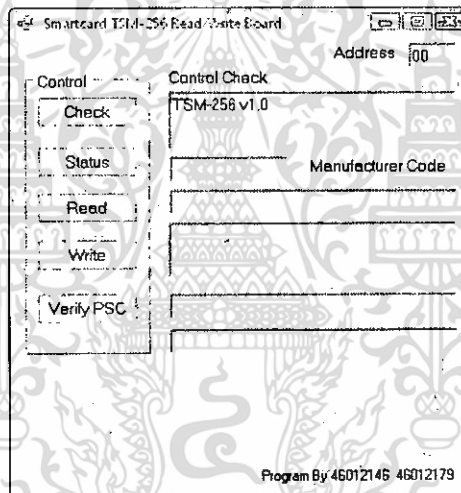 Smartcard TSM-256 Read/Write Board
Address 00
Control
Control Check
Check
TSM-256 v1.0
Status
Manufacturer Code
Read
Write
Verify PSC
Program By 46012146 46012179